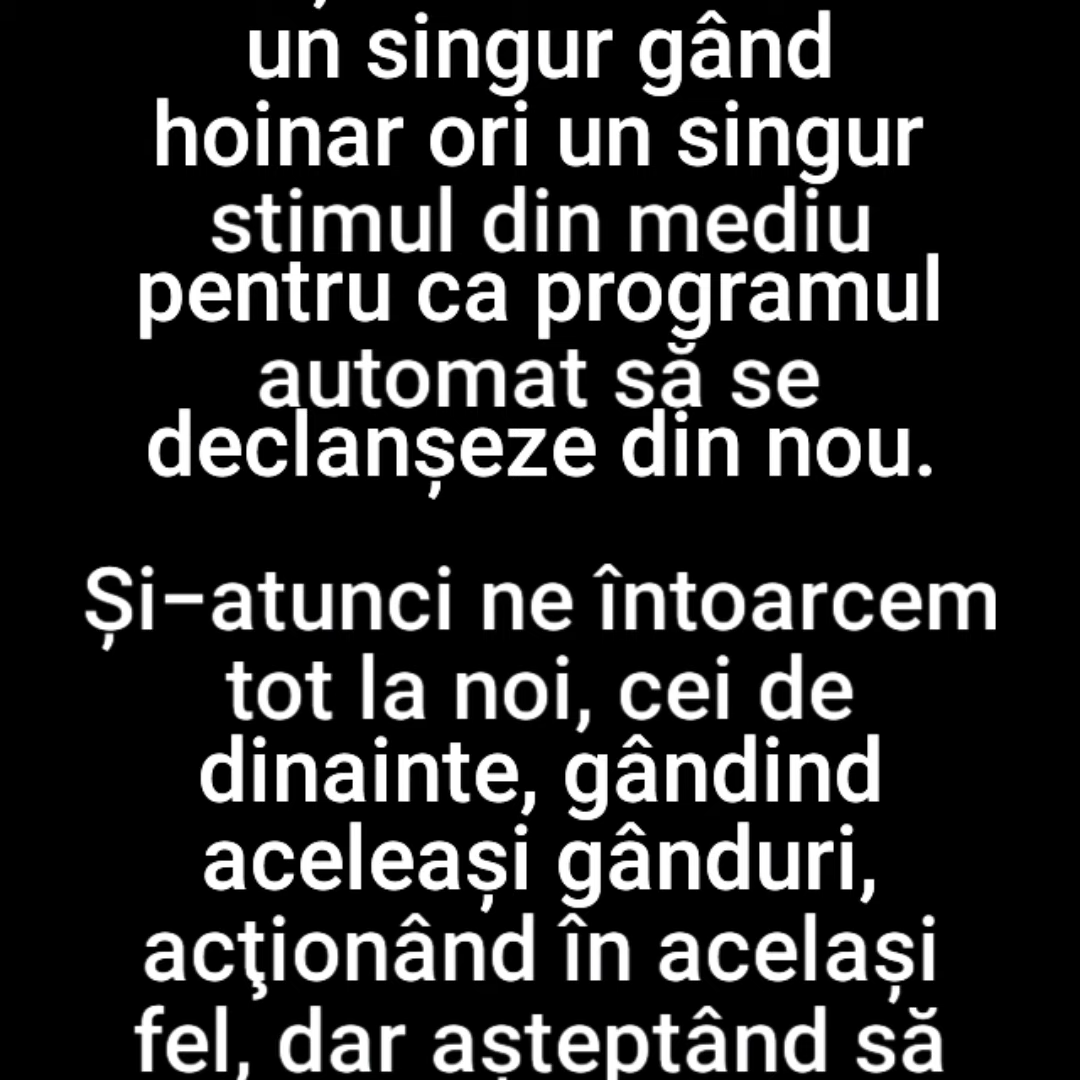 un singur gând
hoinar ori un singur
stimul din mediu
pentru ca programul
automat să se
declanșeze din nou.
Și–atunci ne întoarcem
tot la noi, cei de
dinainte, gândind
aceleași gânduri,
acţionând în același
fel, dar așteptând să